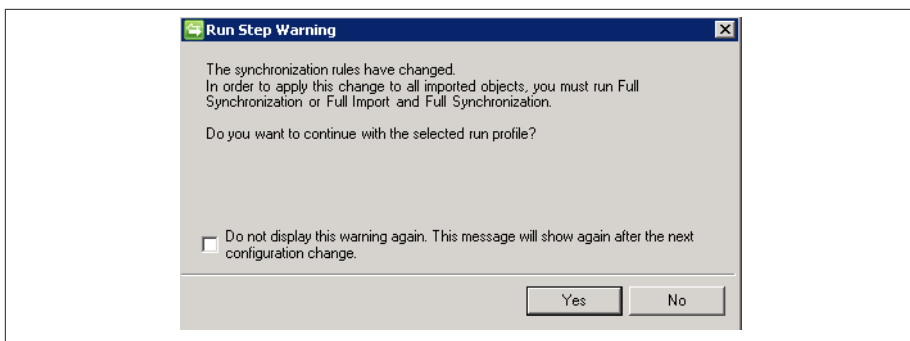 Run Step Warning
The synchronization rules have changed.
In order to apply this change to all imported objects, you must run Full
Synchronization or Full Import and Full Synchronization.
Do you want to continue with the selected run profile?
Do not display this warning again. This message will show again after the next
configuration change.
Yes No